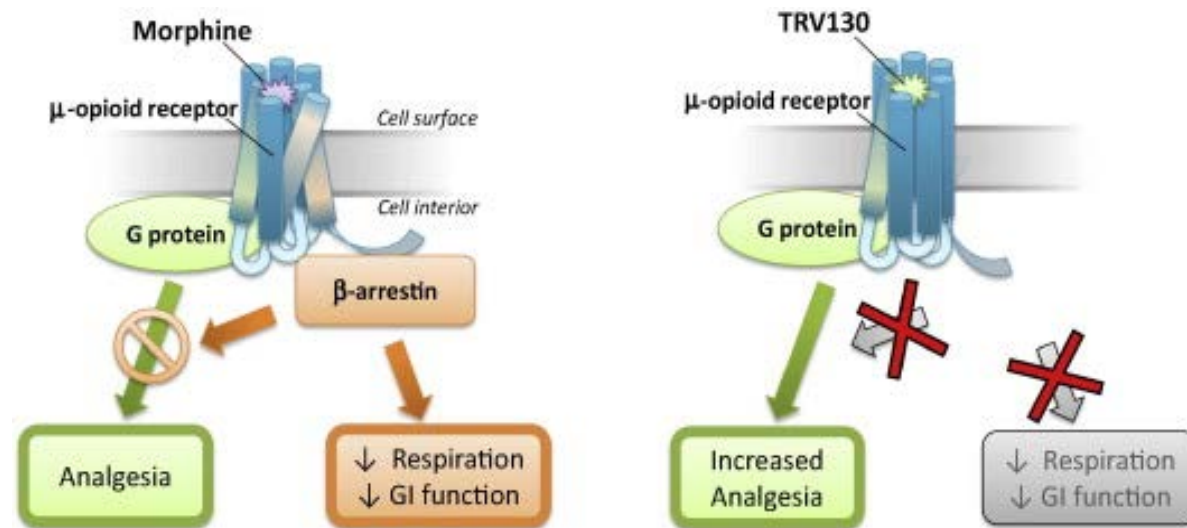 Morphine
μ-opioid receptor
Cell surface
Cell interior
G protein
β-arrestin
Analgesia
↓ Respiration
↓ GI function
TRV130
μ-opioid receptor
G protein
Increased
Analgesia
↓ Respiration
↓ GI function